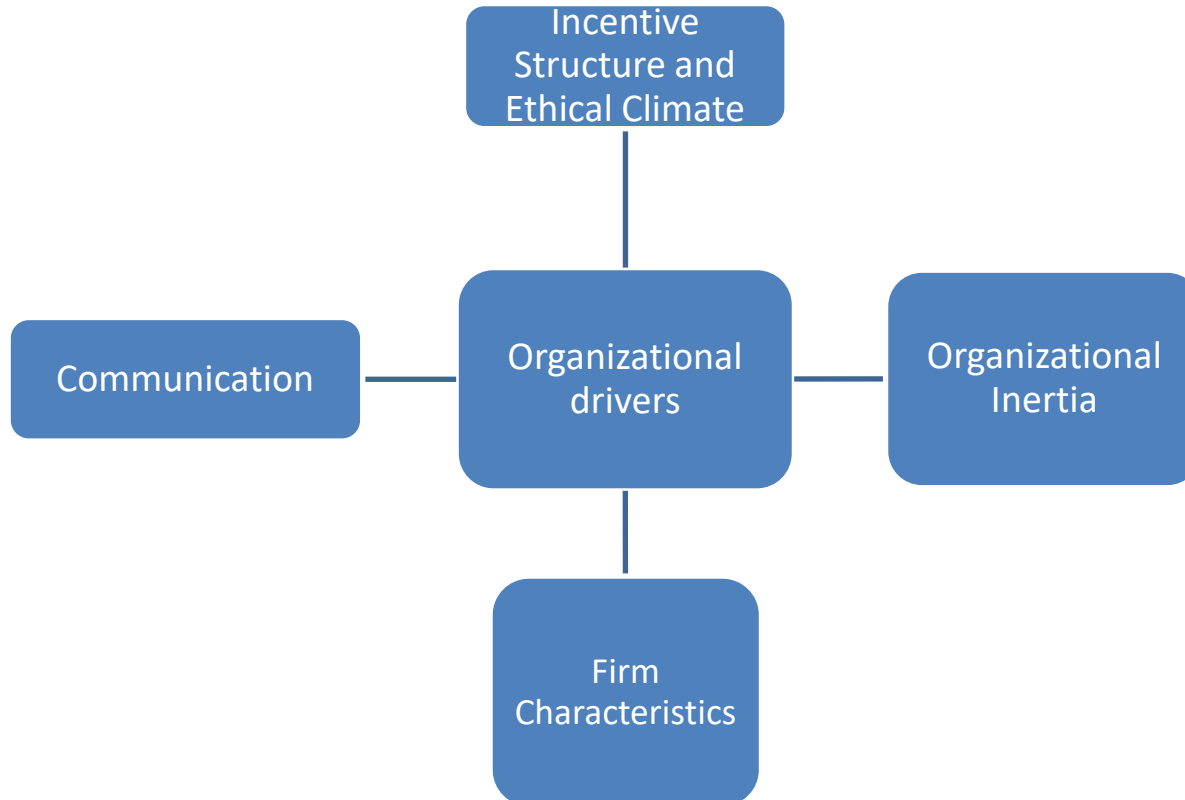 Incentive
Structure and
Ethical Climate
Communication
Organizational
drivers
Organizational
Inertia
Firm
Characteristics